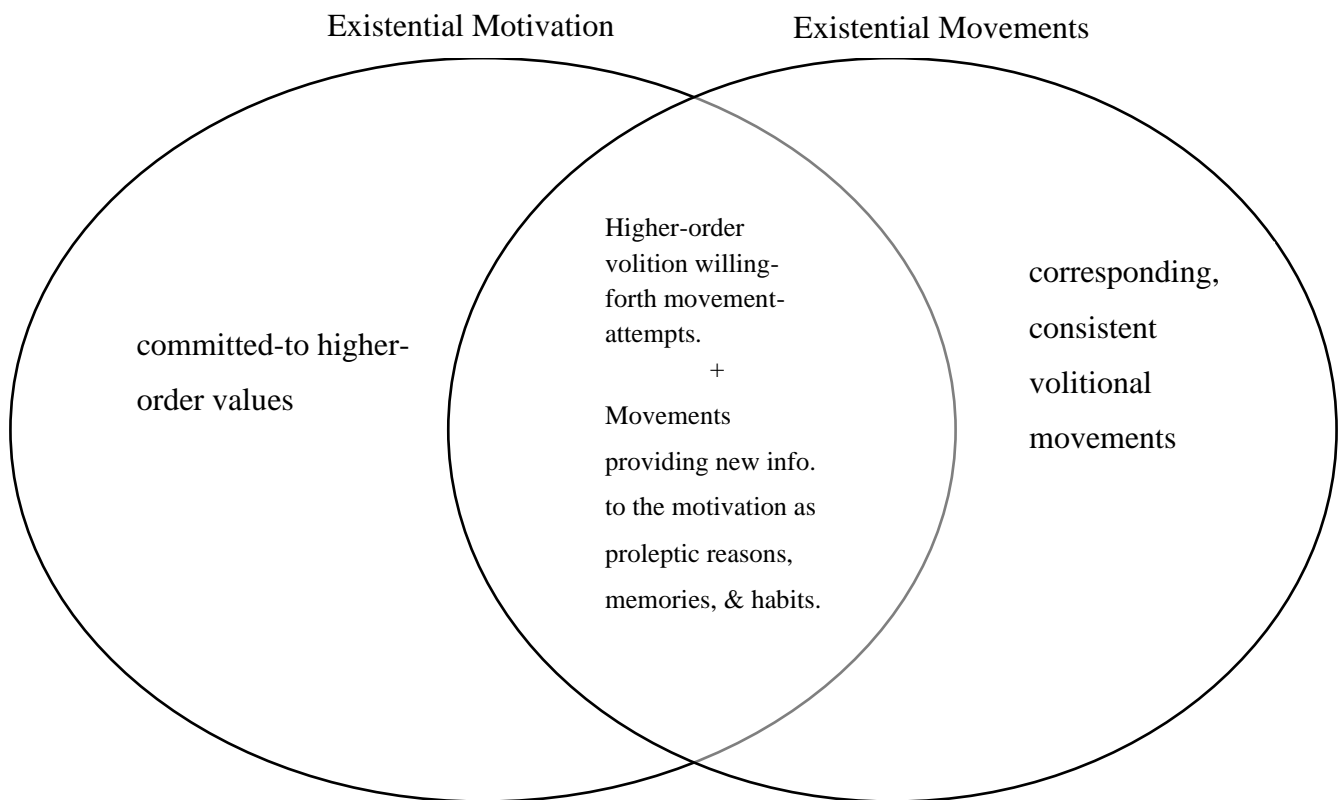 Existential Motivation
Existential Movements
committed-to higher-
order values
Higher-order
volition willing-
forth movement-
attempts.
+
Movements
providing new info.
to the motivation as
proleptic reasons,
memories, & habits.
corresponding,
consistent
volitional
movements